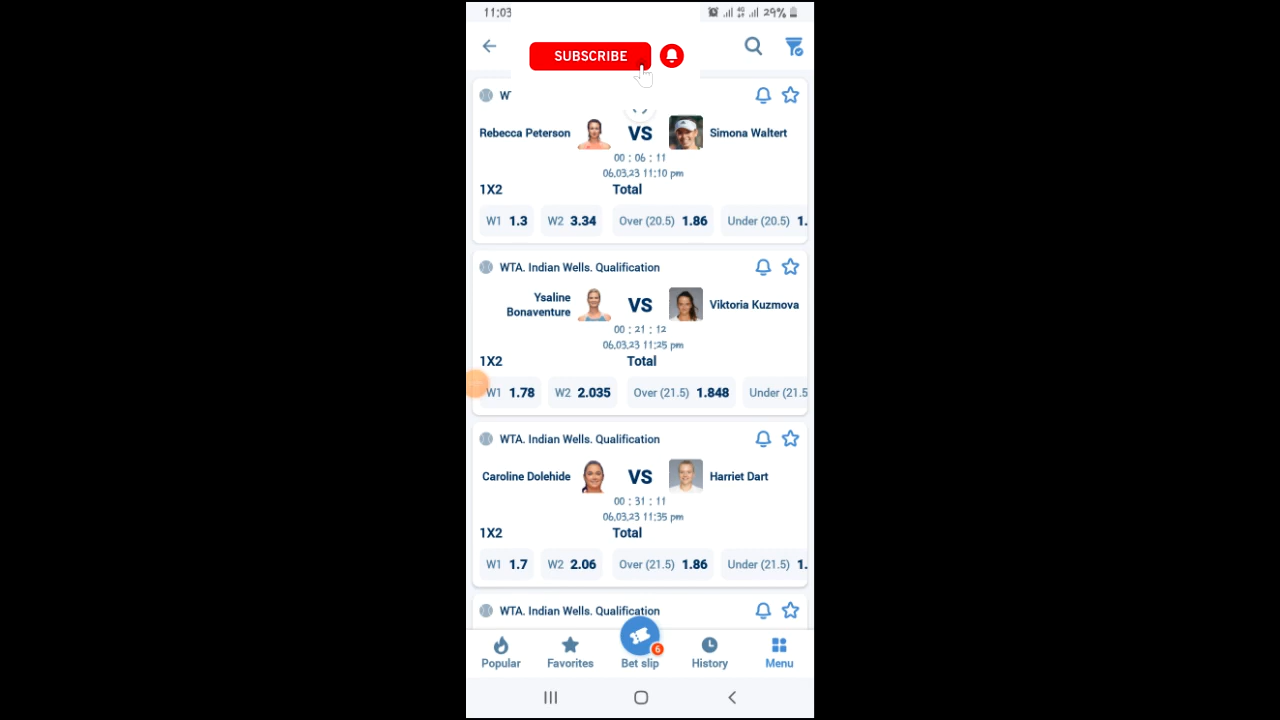 11:03
4G
29%
SUBSCRIBE
W
Rebecca Peterson VS Simona Waltert
00 : 06 : 11
06.03.23 11:10 pm
1X2 Total
W1 1.3 W2 3.34 Over (20.5) 1.86 Under (20.5) 1.
WTA. Indian Wells. Qualification
Ysaline
Bonaventure VS Viktoria Kuzmova
00 : 21 : 12
06.03.23 11:25 pm
1X2 Total
W1 1.78 W2 2.035 Over (21.5) 1.848 Under (21.5
WTA. Indian Wells. Qualification
Caroline Dolehide VS Harriet Dart
00 : 31 : 11
06.03.23 11:35 pm
1X2 Total
W1 1.7 W2 2.06 Over (21.5) 1.86 Under (21.5) 1.
WTA. Indian Wells. Qualification
6
Popular Favorites Bet slip History Menu